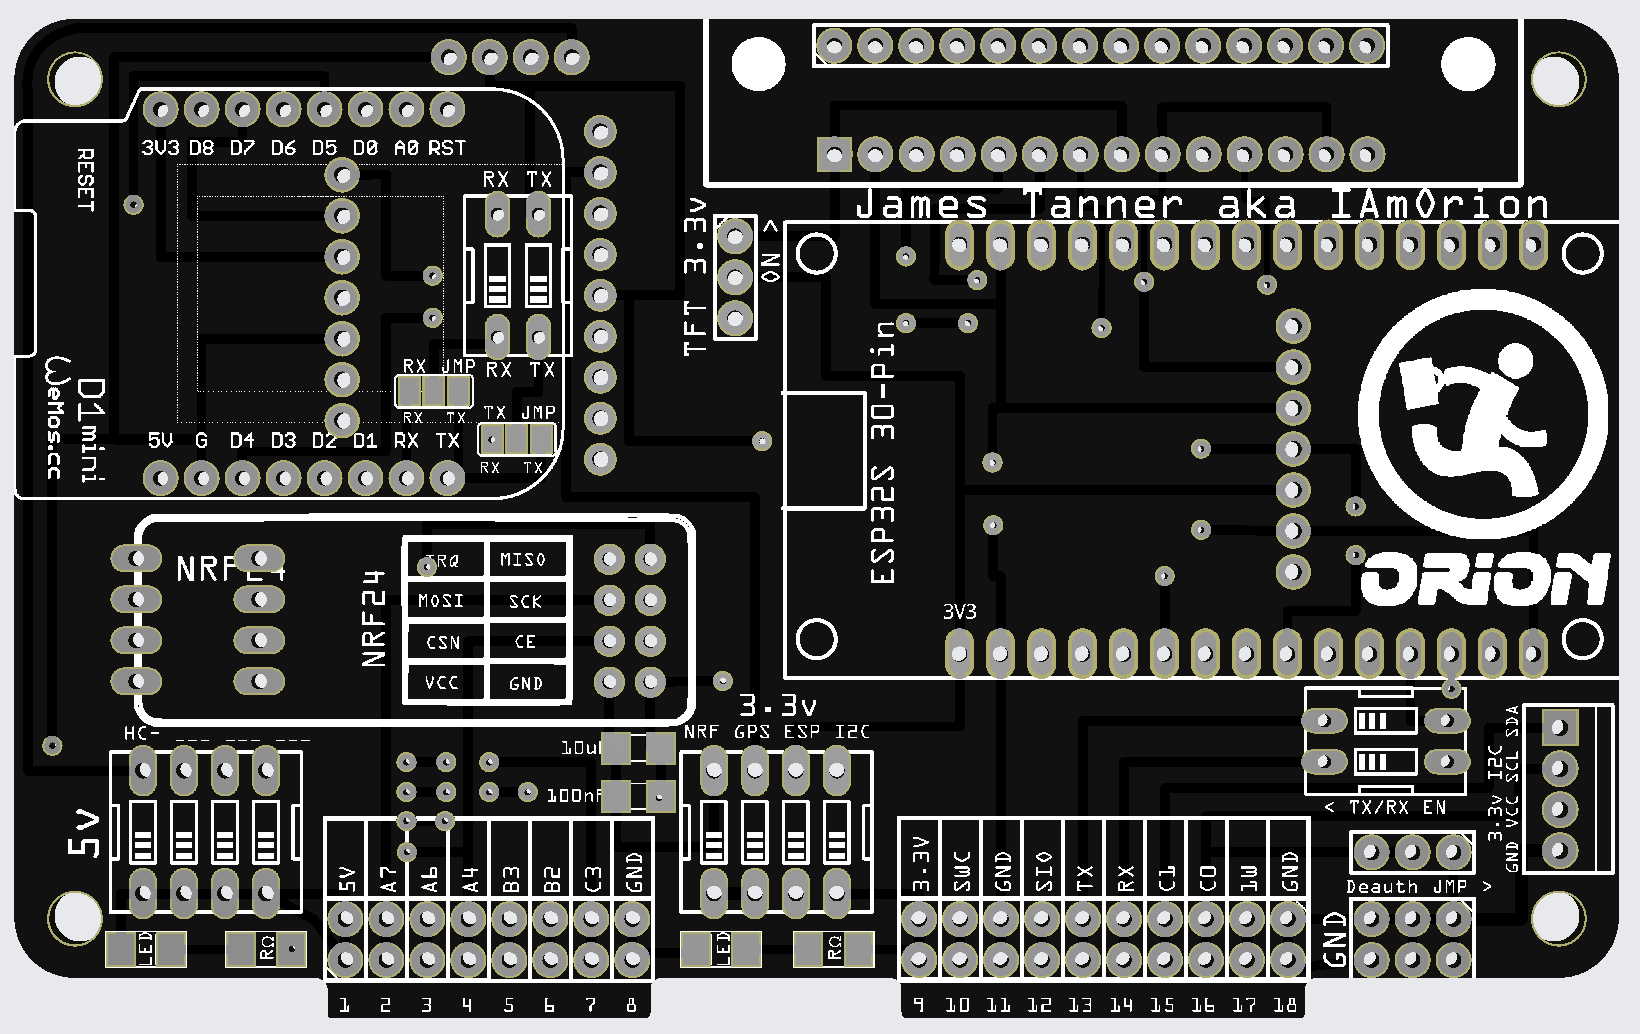 3V3 D8 D7 D6 D5 D0 A0 RST
RESET
RX TX
James Tanner aka IAmOrion
TFT 3.3v
ON >
RX JMP
RX TX
RX TX
TX JMP
RX TX
5V G D4 D3 D2 D1 RX TX
D1mini
WeMos.cc
ESP32S 30-Pin
ORION
3V3
NRF24
IRQ MISO
MOSI SCK
CSN CE
VCC GND
3.3v
NRF GPS ESP I2C
HC- ___ ___ ___
100nF
5v
< TX/RX EN
3.3v I2C
GND VCC SCL SDA
Deauth JMP >
GND
5V A7 A6 A4 B3 B2 C3 GND
3.3V SWC GND SIO TX RX C1 C0 1W GND
LED RΩ
LED RΩ
1 2 3 4 5 6 7 8
9 10 11 12 13 14 15 16 17 18